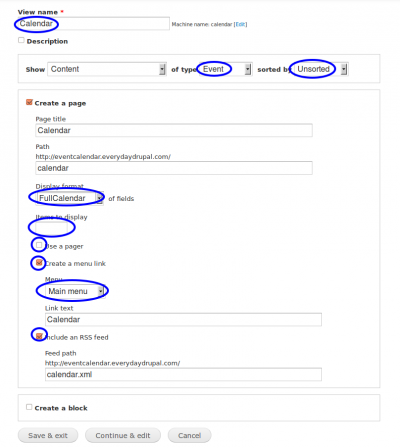 View name *
Calendar Machine name: calendar [Edit]
Description
Show Content of type Event sorted by Unsorted
Create a page
Page title
Calendar
Path
http://eventcalendar.everydaydrupal.com/
calendar
Display format
FullCalendar of fields
Items to display
Use a pager
Create a menu link
Menu
Main menu
Link text
Calendar
Include an RSS feed
Feed path
http://eventcalendar.everydaydrupal.com/
calendar.xml
Create a block
Save & exit Continue & edit Cancel